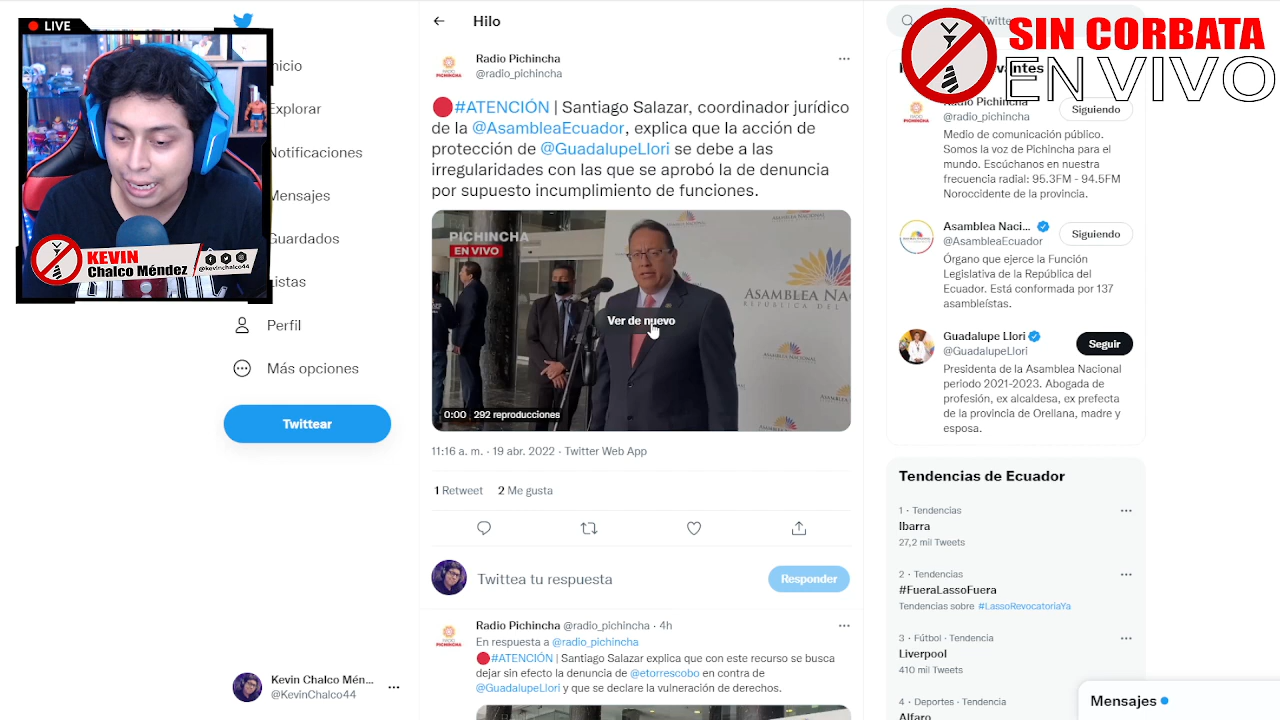 LIVE
KEVIN
Chalco Méndez
@kevinchalco44
SIN CORBATA
EN VIVO
Inicio
Explorar
Notificaciones
Mensajes
Guardados
Listas
Perfil
Más opciones
Twittear
Kevin Chalco Mén...
@KevinChalco44
Hilo
Radio Pichincha
@radio_pichincha
#ATENCIÓN | Santiago Salazar, coordinador jurídico
de la @AsambleaEcuador, explica que la acción de
protección de @GuadalupeLlori se debe a las
irregularidades con las que se aprobó la de denuncia
por supuesto incumplimiento de funciones.
PICHINCHA
EN VIVO
ASAMBLEA NA
Ver de nuevo
0:00 292 reproducciones
11:16 a. m. · 19 abr. 2022 · Twitter Web App
1 Retweet 2 Me gusta
Twittea tu respuesta
Responder
Radio Pichincha @radio_pichincha · 4h
En respuesta a @radio_pichincha
#ATENCIÓN | Santiago Salazar explica que con este recurso se busca
dejar sin efecto la denuncia de @etorrescobo en contra de
@GuadalupeLlori y que se declare la vulneración de derechos.
Radio Pichincha
@radio_pichincha
Siguiendo
Medio de comunicación público.
Somos la voz de Pichincha para el
mundo. Escúchanos en nuestra
frecuencia radial: 95.3FM - 94.5FM
Noroccidente de la provincia.
Asamblea Naci...
@AsambleaEcuador
Siguiendo
Órgano que ejerce la Función
Legislativa de la República del
Ecuador. Está conformada por 137
asambleístas.
Guadalupe Llori
@GuadalupeLlori
Seguir
Presidenta de la Asamblea Nacional
periodo 2021-2023. Abogada de
profesión, ex alcaldesa, ex prefecta
de la provincia de Orellana, madre y
esposa.
Tendencias de Ecuador
1 · Tendencias
Ibarra
27,2 mil Tweets
2 · Tendencias
#FueraLassoFuera
Tendencias sobre #LassoRevocatoriaYa
3 · Fútbol · Tendencia
Liverpool
410 mil Tweets
4 · Deportes · Tendencia
Alfaro
Mensajes